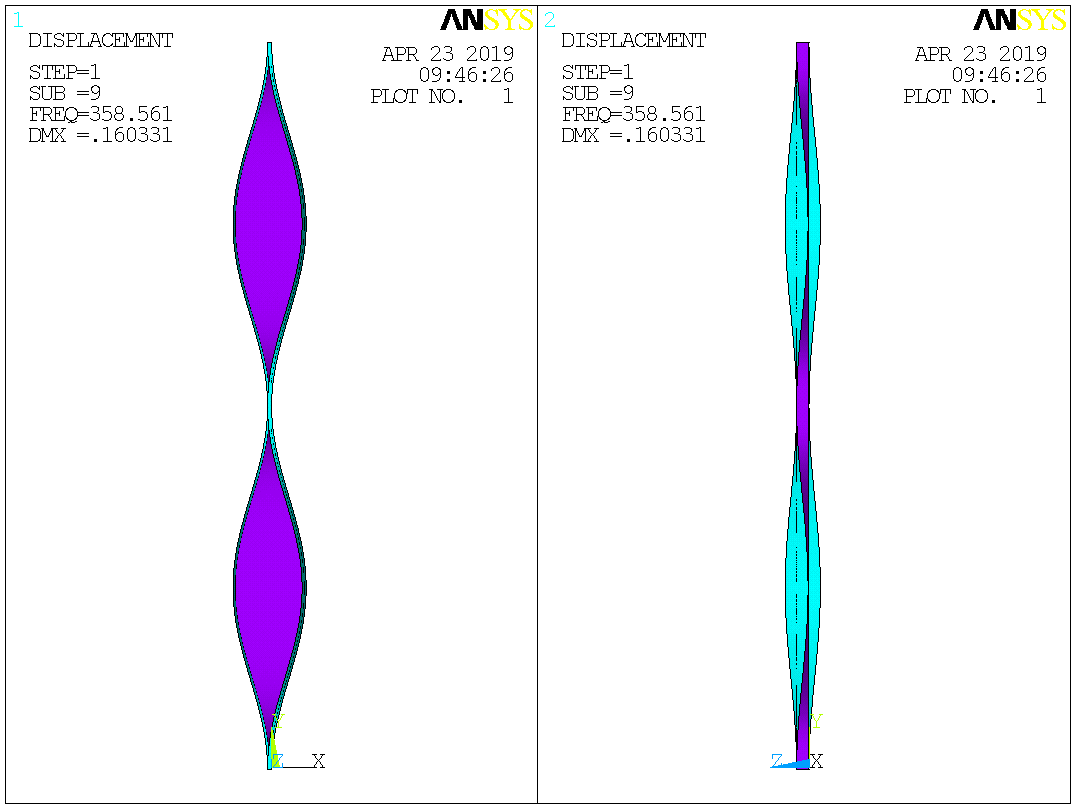 1
ANSYS
DISPLACEMENT
STEP=1
SUB =9
FREQ=358.561
DMX =.160331
APR 23 2019
09:46:26
PLOT NO. 1
Y
Z X
2
ANSYS
DISPLACEMENT
STEP=1
SUB =9
FREQ=358.561
DMX =.160331
APR 23 2019
09:46:26
PLOT NO. 1
Y
Z X